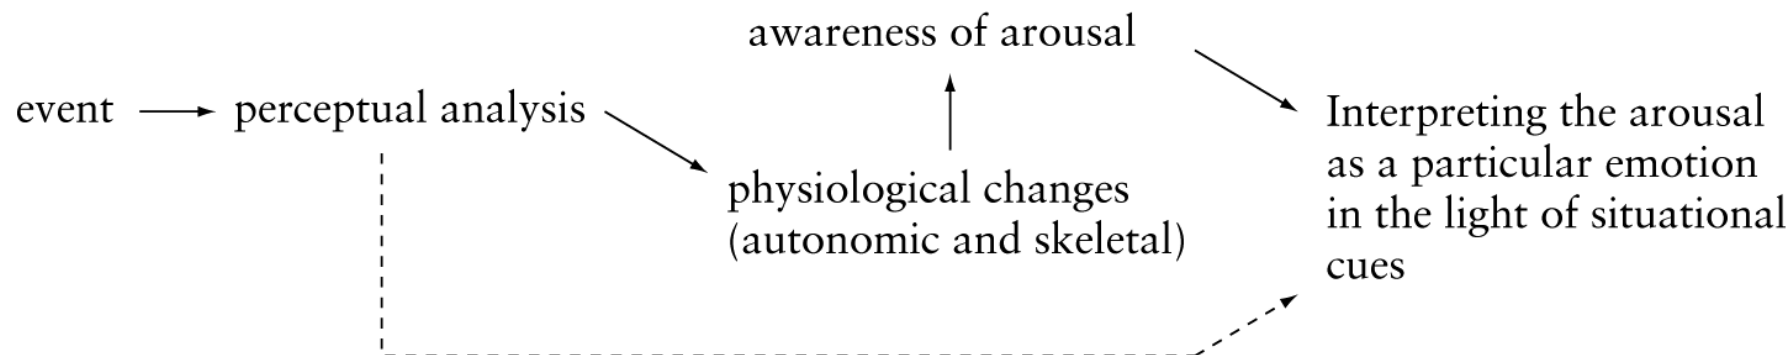 awareness of arousal
event
perceptual analysis
physiological changes
(autonomic and skeletal)
Interpreting the arousal
as a particular emotion
in the light of situational
cues